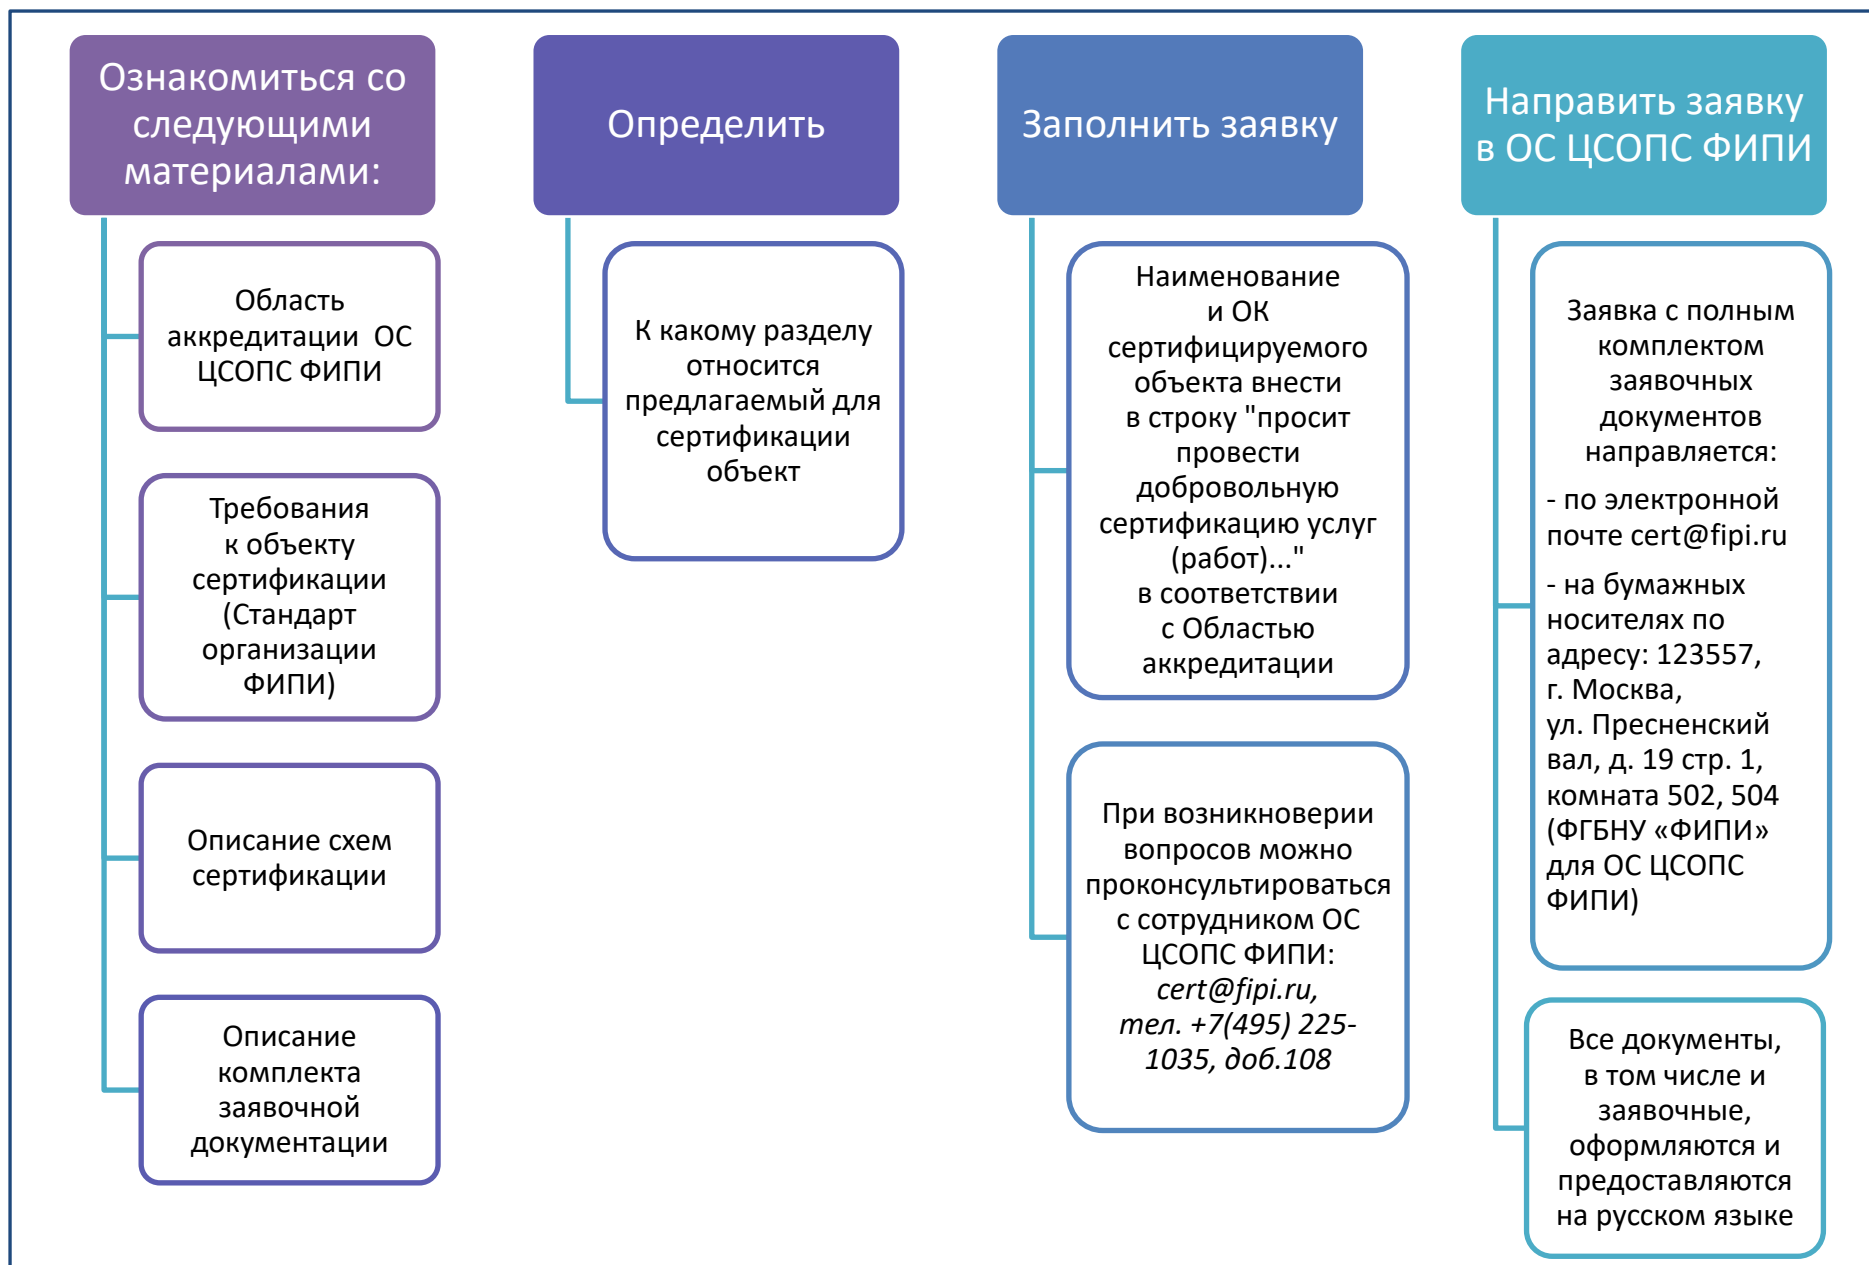 Ознакомиться со
следующими
материалами:
Область
аккредитации ОС
ЦСОПС ФИПИ
Требования
к объекту
сертификации
(Стандарт
организации
ФИПИ)
Описание схем
сертификации
Описание
комплекта
заявочной
документации
Определить
К какому разделу
относится
предлагаемый для
сертификации
объект
Заполнить заявку
Наименование
и ОК
сертифицируемого
объекта внести
в строку "просит
провести
добровольную
сертификацию услуг
(работ)..."
в соответствии
с Областью
аккредитации
При возникноверии
вопросов можно
проконсультироваться
с сотрудником ОС
ЦСОПС ФИПИ:
cert@fipi.ru,
тел. +7(495) 225-
1035, доб.108
Направить заявку
в ОС ЦСОПС ФИПИ
Заявка с полным
комплектом
заявочных
документов
направляется:
- по электронной
почте cert@fipi.ru
- на бумажных
носителях по
адресу: 123557,
г. Москва,
ул. Пресненский
вал, д. 19 стр. 1,
комната 502, 504
(ФГБНУ «ФИПИ»
для ОС ЦСОПС
ФИПИ)
Все документы,
в том числе и
заявочные,
оформляются и
предоставляются
на русском языке